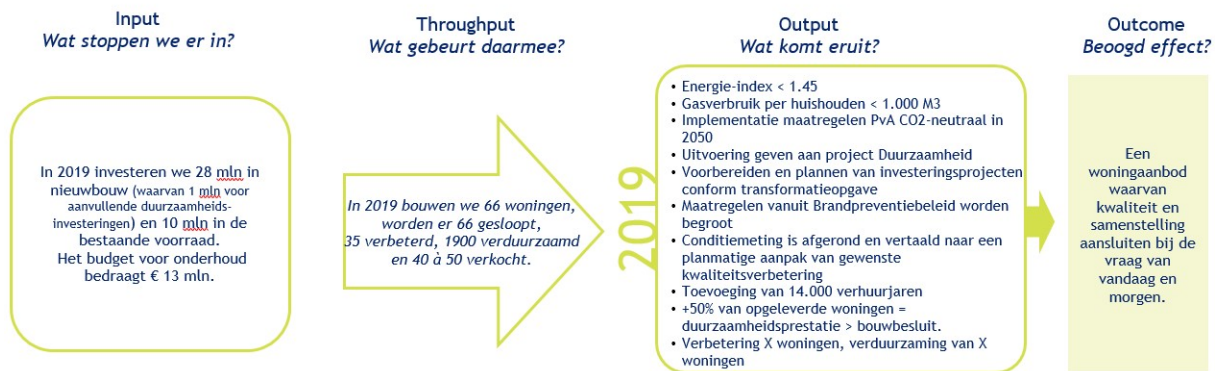 Input
Wat stoppen we er in?
In 2019 investeren we 28 mln in
nieuwbouw (waarvan 1 mln voor
aanvullende duurzaamheids-
investeringen) en 10 mln in de
bestaande voorraad.
Het budget voor onderhoud
bedraagt € 13 mln.
Throughput
Wat gebeurt daarmee?
In 2019 bouwen we 66 woningen,
worden er 66 gesloopt,
35 verbeterd, 1900 verduurzaamd
en 40 à 50 verkocht.
2019
Output
Wat komt eruit?
• Energie-index < 1.45
• Gasverbruik per huishouden < 1.000 M3
• Implementatie maatregelen PvA CO2-neutraal in
2050
• Uitvoering geven aan project Duurzaamheid
• Voorbereiden en plannen van investeringsprojecten
conform transformatieopgave
• Maatregelen vanuit Brandpreventiebeleid worden
begroot
• Conditiemeting is afgerond en vertaald naar een
planmatige aanpak van gewenste
kwaliteitsverbetering
• Toevoeging van 14.000 verhuurjaren
• +50% van opgeleverde woningen =
duurzaamheidsprestatie > bouwbesluit.
• Verbetering X woningen, verduurzaming van X
woningen
Outcome
Beoogd effect?
Een
woningaanbod
waarvan
kwaliteit en
samenstelling
aansluiten bij de
vraag van
vandaag en
morgen.